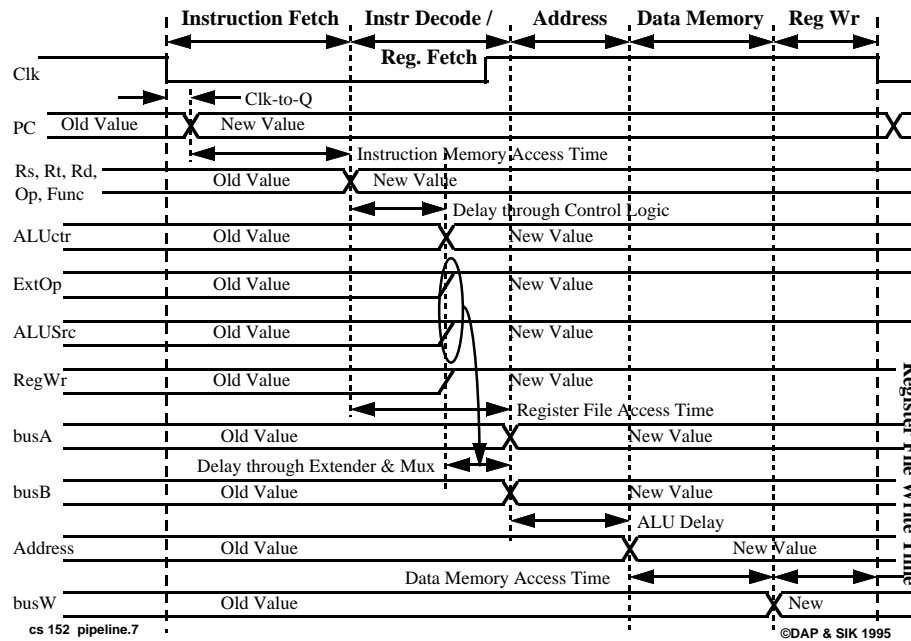 Instruction Fetch
Instr Decode /
Reg. Fetch
Address
Data Memory
Reg Wr
Clk
Clk-to-Q
PC
Old Value
New Value
Instruction Memory Access Time
Rs, Rt, Rd,
Op, Func
Old Value
New Value
Delay through Control Logic
ALUctr
Old Value
New Value
ExtOp
Old Value
New Value
ALUSrc
Old Value
New Value
RegWr
Old Value
New Value
Register File Access Time
busA
Old Value
New Value
Delay through Extender & Mux
busB
Old Value
New Value
ALU Delay
Address
Old Value
New Value
Data Memory Access Time
Register File Write Time
busW
Old Value
New
cs 152 pipeline.7
©DAP & SIK 1995